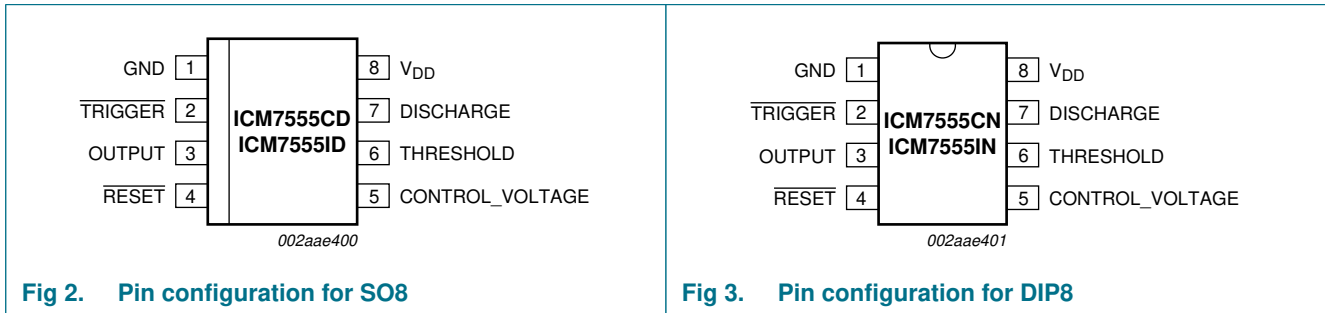 GND 1 8 VDD
TRIGGER 2 7 DISCHARGE
OUTPUT 3 6 THRESHOLD
RESET 4 5 CONTROL_VOLTAGE
ICM7555CD
ICM7555ID
002aae400
Fig 2. Pin configuration for SO8
GND 1 8 VDD
TRIGGER 2 7 DISCHARGE
OUTPUT 3 6 THRESHOLD
RESET 4 5 CONTROL_VOLTAGE
ICM7555CN
ICM7555IN
002aae401
Fig 3. Pin configuration for DIP8